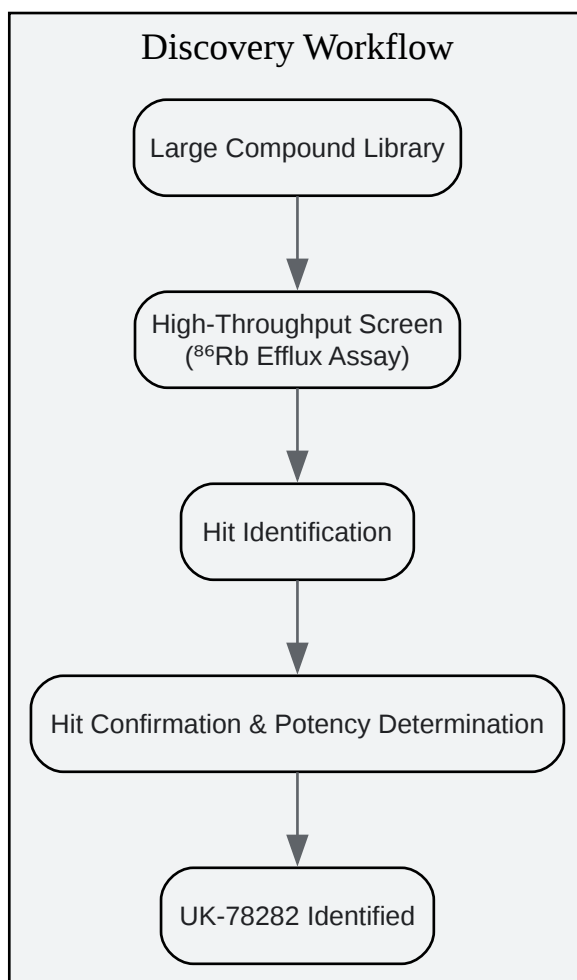 Discovery Workflow
Large Compound Library
High-Throughput Screen
(⁸⁶Rb Efflux Assay)
Hit Identification
Hit Confirmation & Potency Determination
UK-78282 Identified